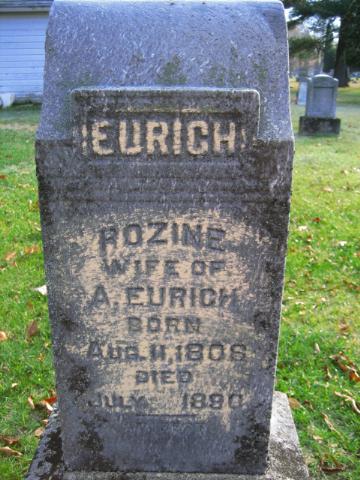 EURICH
ROZINE
WIFE OF
A. EURICH
BORN
AUG. 11, 1808
DIED
JULY 1890